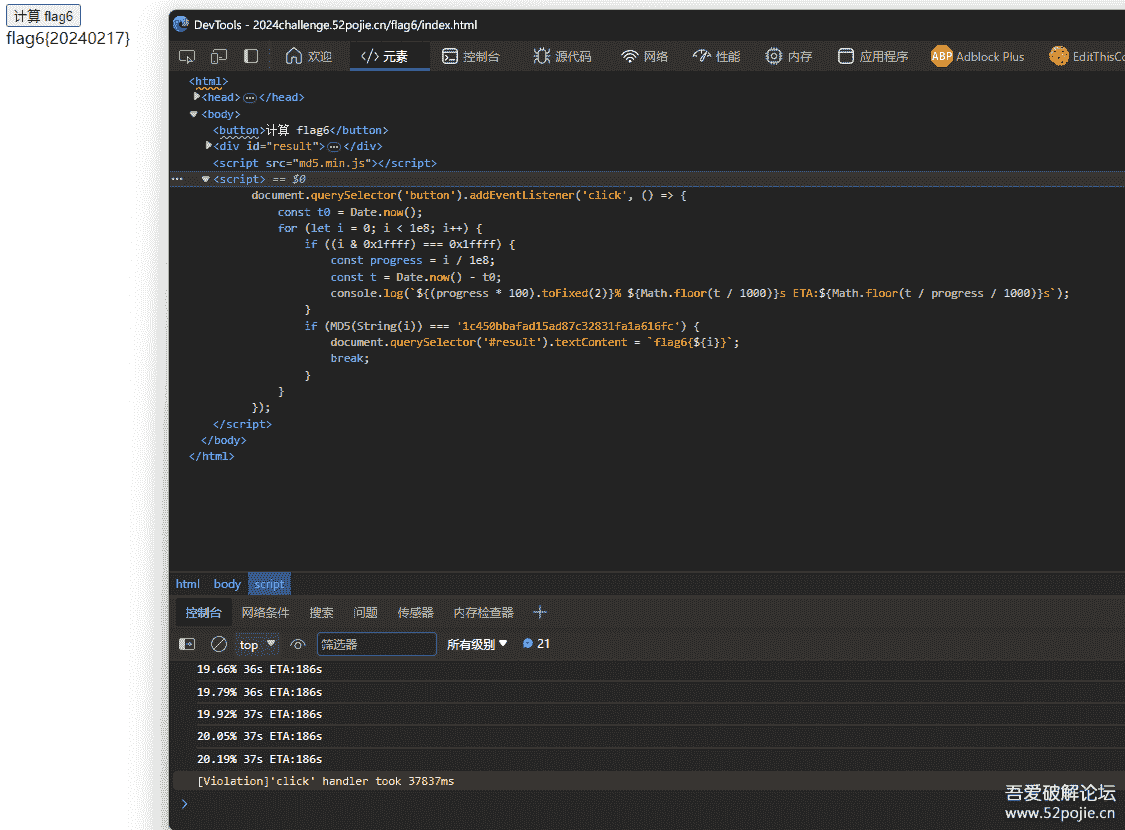 计算 flag6
flag6{20240217}
DevTools - 2024challenge.52pojie.cn/flag6/index.html
欢迎 </> 元素 控制台 源代码 网络 性能 内存 应用程序 ABP Adblock Plus EditThisCo
<html>
<head>…</head>
<body>
<button>计算 flag6</button>
<div id="result">…</div>
<script src="md5.min.js"></script>
… <script> == $0
document.querySelector('button').addEventListener('click', () => {
const t0 = Date.now();
for (let i = 0; i < 1e8; i++) {
if ((i & 0x1ffff) === 0x1ffff) {
const progress = i / 1e8;
const t = Date.now() - t0;
console.log(`${(progress * 100).toFixed(2)}% ${Math.floor(t / 1000)}s ETA:${Math.floor(t / progress / 1000)}s`);
}
if (MD5(String(i)) === '1c450bbafad15ad87c32831fa1a616fc') {
document.querySelector('#result').textContent = `flag6{${i}}`;
break;
}
}
});
</script>
</body>
</html>
html body script
控制台 网络条件 搜索 问题 传感器 内存检查器 +
top 筛选器 所有级别 21
19.66% 36s ETA:186s
19.79% 36s ETA:186s
19.92% 37s ETA:186s
20.05% 37s ETA:186s
20.19% 37s ETA:186s
[Violation]'click' handler took 37837ms
>
吾爱破解论坛
www.52pojie.cn